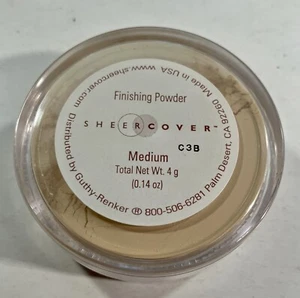 Finishing Powder
SHEERCOVER™
C3B
Medium
Total Net Wt. 4 g
(0.14 oz)
www.sheercover.com Made in USA
Distributed by Guthy-Renker ® 800-506-6281 Palm Desert, CA 92260